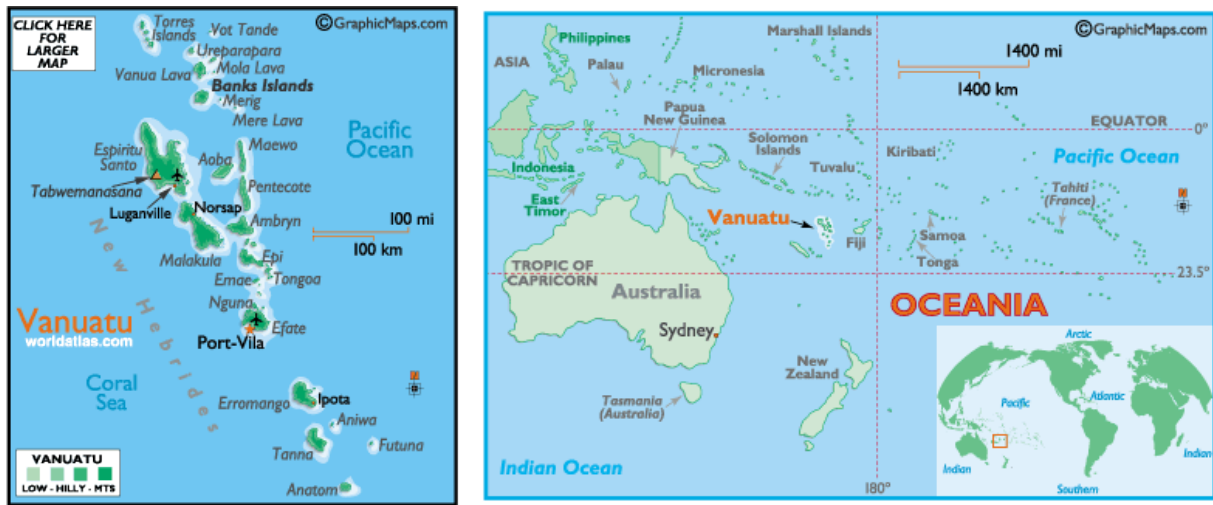 CLICK HERE
FOR
LARGER
MAP
©GraphicMaps.com
Torres
Islands
Vot Tande
Ureparapara
Mola Lava
Vanua Lava
Banks Islands
Merig
Mere Lava
Pacific
Ocean
Espiritu
Santo
Aoba
Maewo
Tabwemanasana
Pentecote
Luganville
Norsap
Ambryn
100 mi
100 km
Malakula
Epi
Emae
Tongoa
Nguna
New Hebrides
Vanuatu
worldatlas.com
Efate
Port-Vila
Coral
Sea
N
Erromango
Ipota
Aniwa
Tanna
Futuna
Anatom
VANUATU
LOW - HILLY - MTS
©GraphicMaps.com
Philippines
Marshall Islands
ASIA
Palau
Micronesia
1400 mi
1400 km
Papua
New Guinea
EQUATOR
0°
Solomon
Islands
Kiribati
Pacific Ocean
Indonesia
Tuvalu
East
Timor
Tahiti
(France)
N
Vanuatu
Fiji
Samoa
Tonga
TROPIC OF
CAPRICORN
23.5°
Australia
OCEANIA
Sydney
New
Zealand
Tasmania
(Australia)
Indian Ocean
180°
Arctic
Pacific
Atlantic
Indian
Indian
Southern